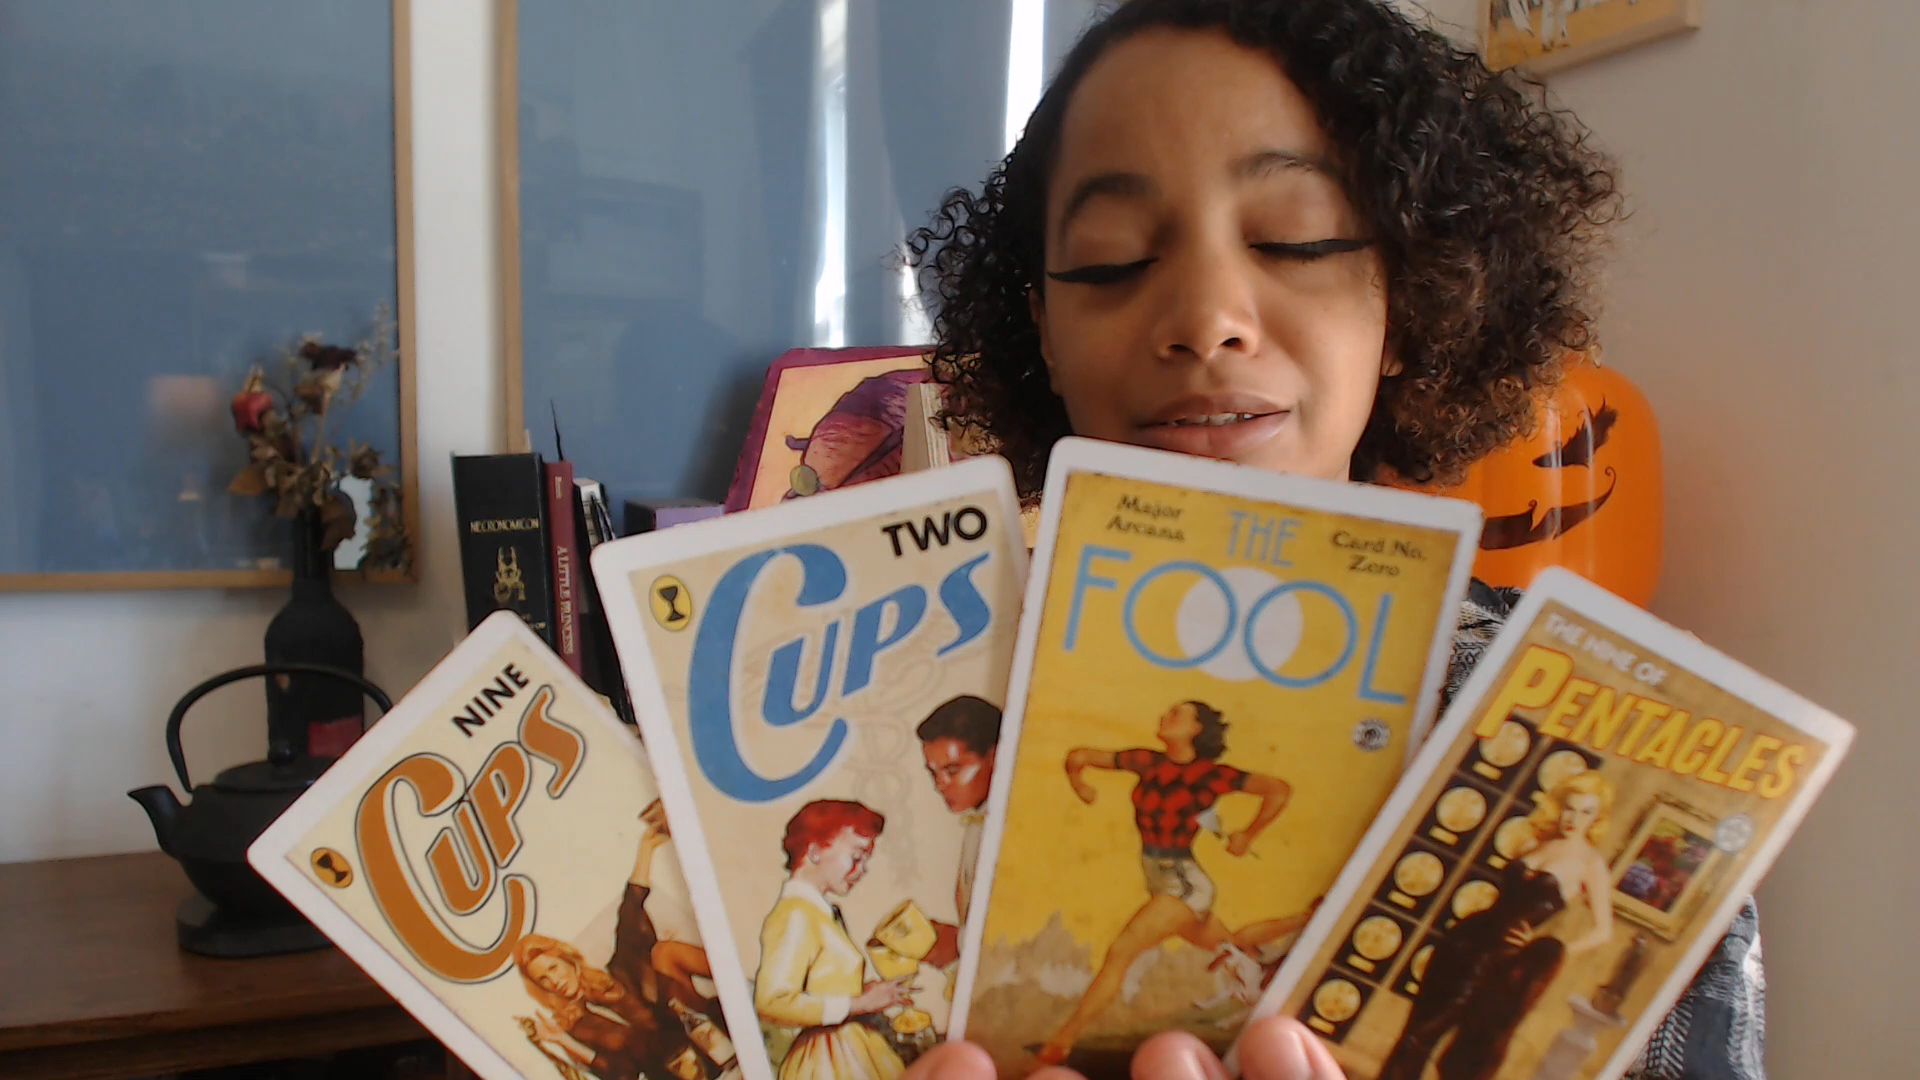 NECRONOMICON
A LITTLE PRINCESS
NINE
CUPS
TWO
CUPS
Major
Arcana
THE
FOOL
Card No.
Zero
THE NINE OF
PENTACLES